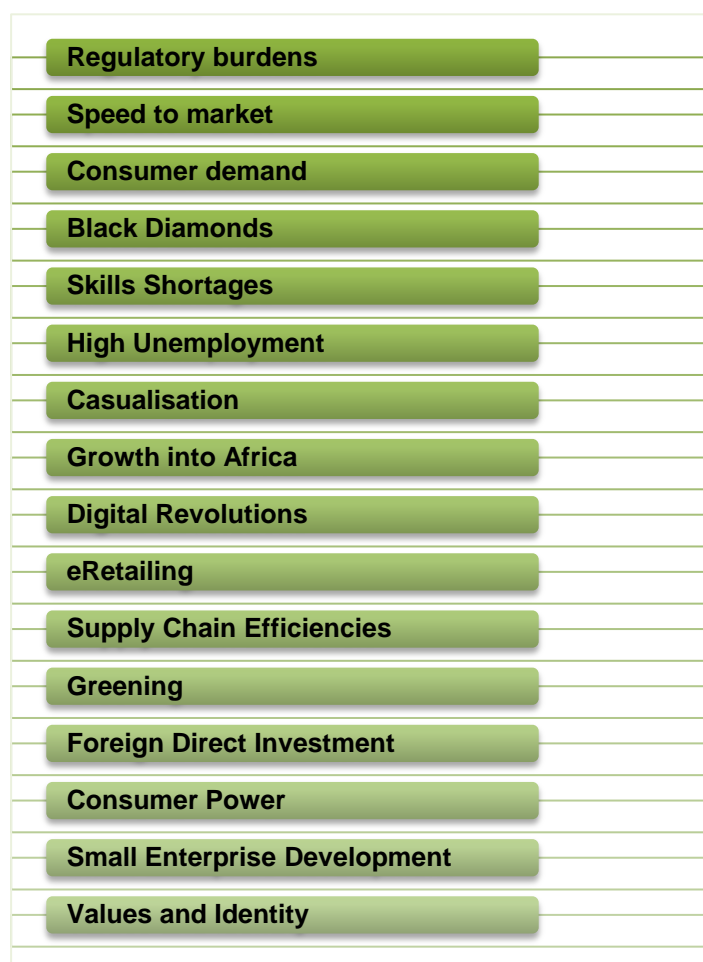 Regulatory burdens
Speed to market
Consumer demand
Black Diamonds
Skills Shortages
High Unemployment
Casualisation
Growth into Africa
Digital Revolutions
eRetailing
Supply Chain Efficiencies
Greening
Foreign Direct Investment
Consumer Power
Small Enterprise Development
Values and Identity